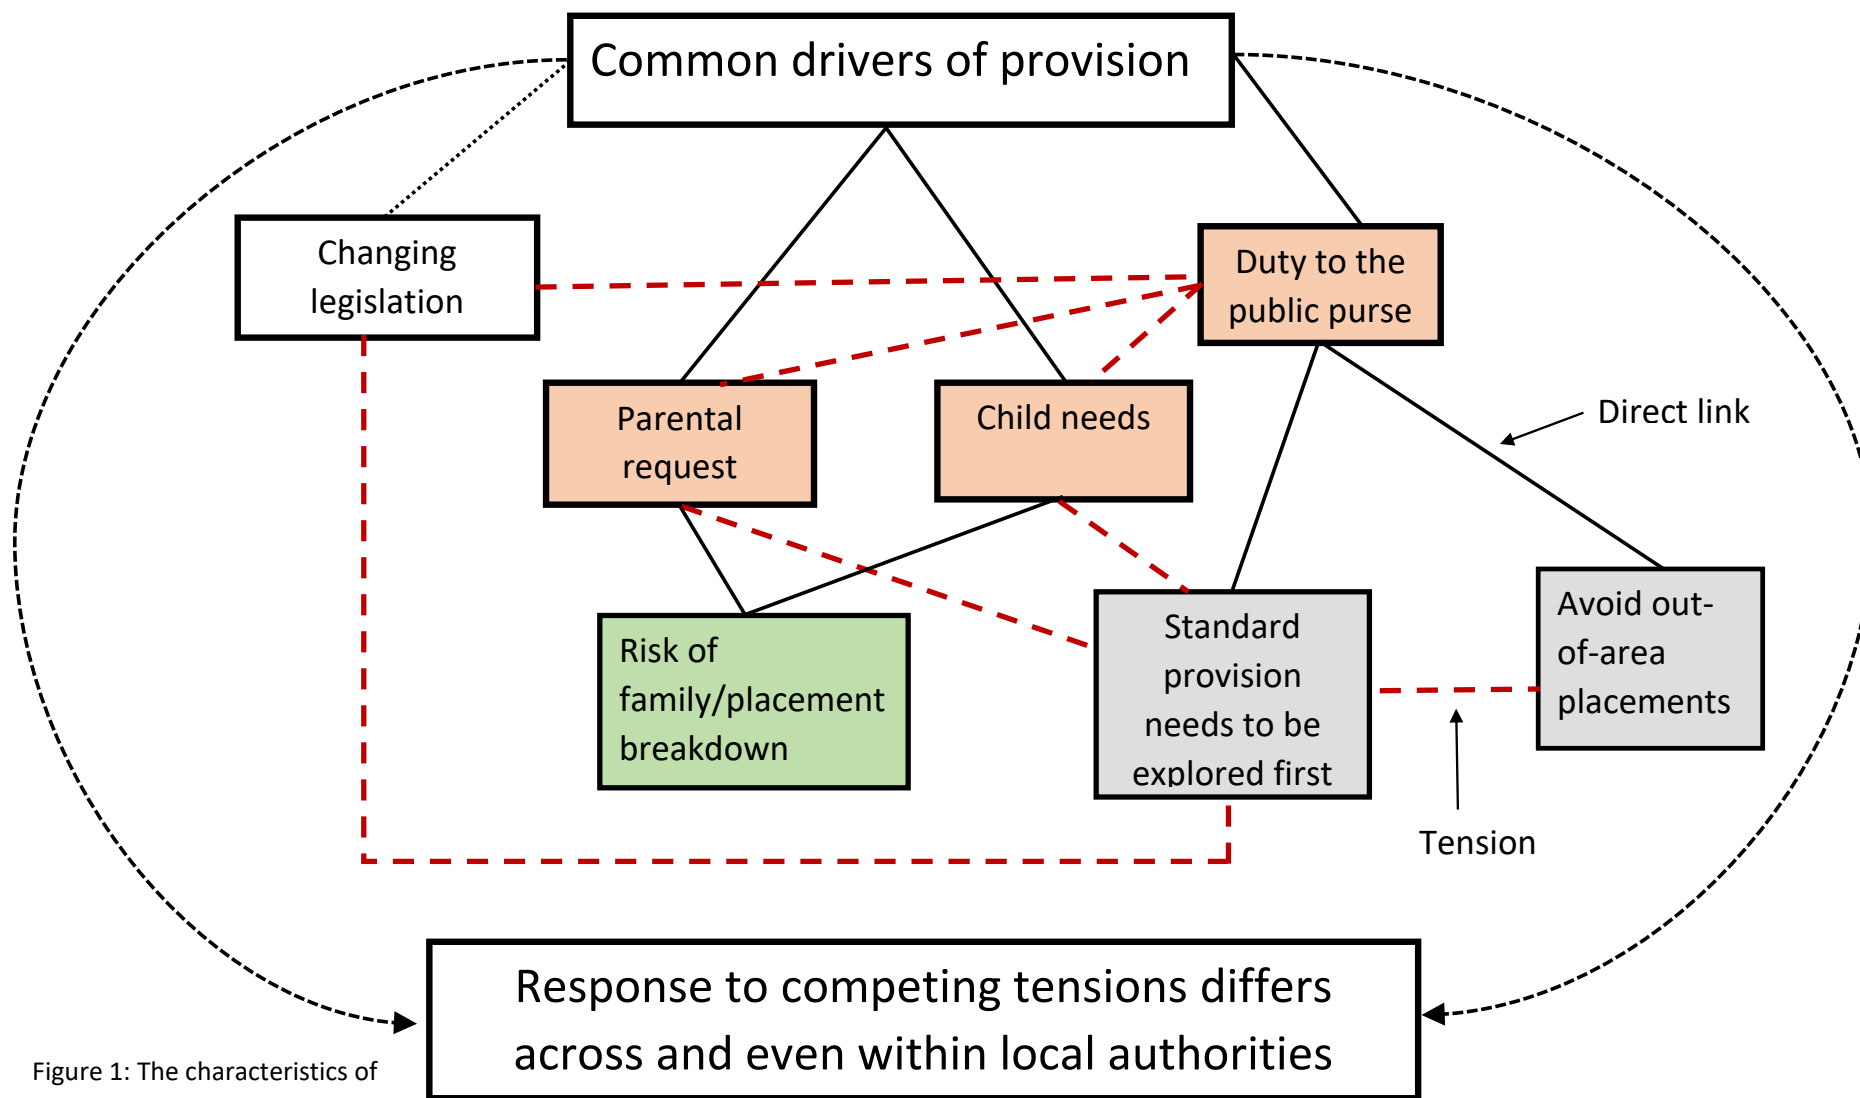 Common drivers of provision
Changing
legislation
Duty to the
public purse
Parental
request
Child needs
Direct link
Risk of
family/placement
breakdown
Standard
provision
needs to be
explored first
Avoid out-
of-area
placements
Tension
Response to competing tensions differs
across and even within local authorities
Figure 1: The characteristics of